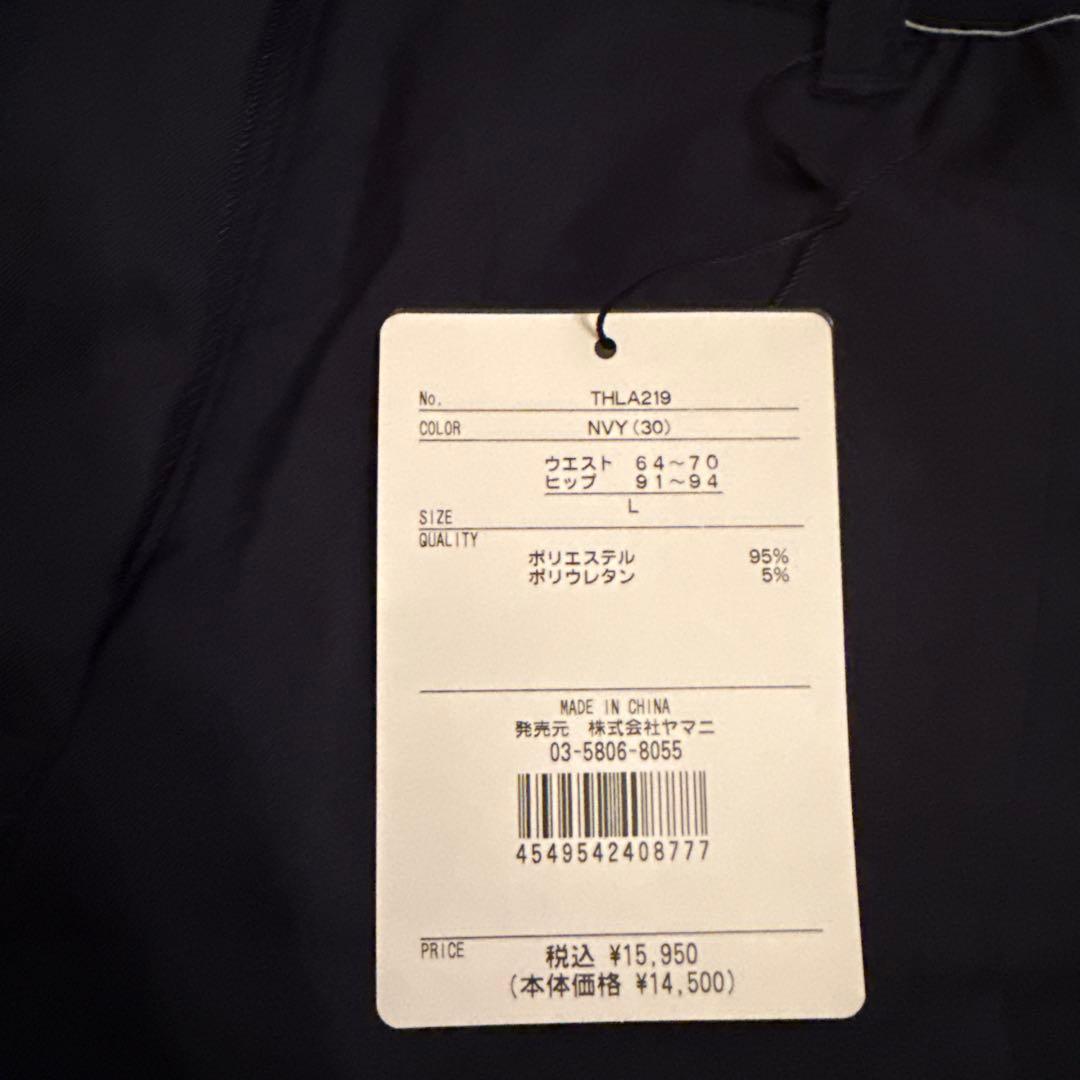 No. THLA219
COLOR NVY(30)
ウエスト 64~70
ヒップ 91~94
L
SIZE
QUALITY
ポリエステル 95%
ポリウレタン 5%
MADE IN CHINA
発売元 株式会社ヤマニ
03-5806-8055
4549542408777
PRICE 税込 ¥15,950
(本体価格 ¥14,500)